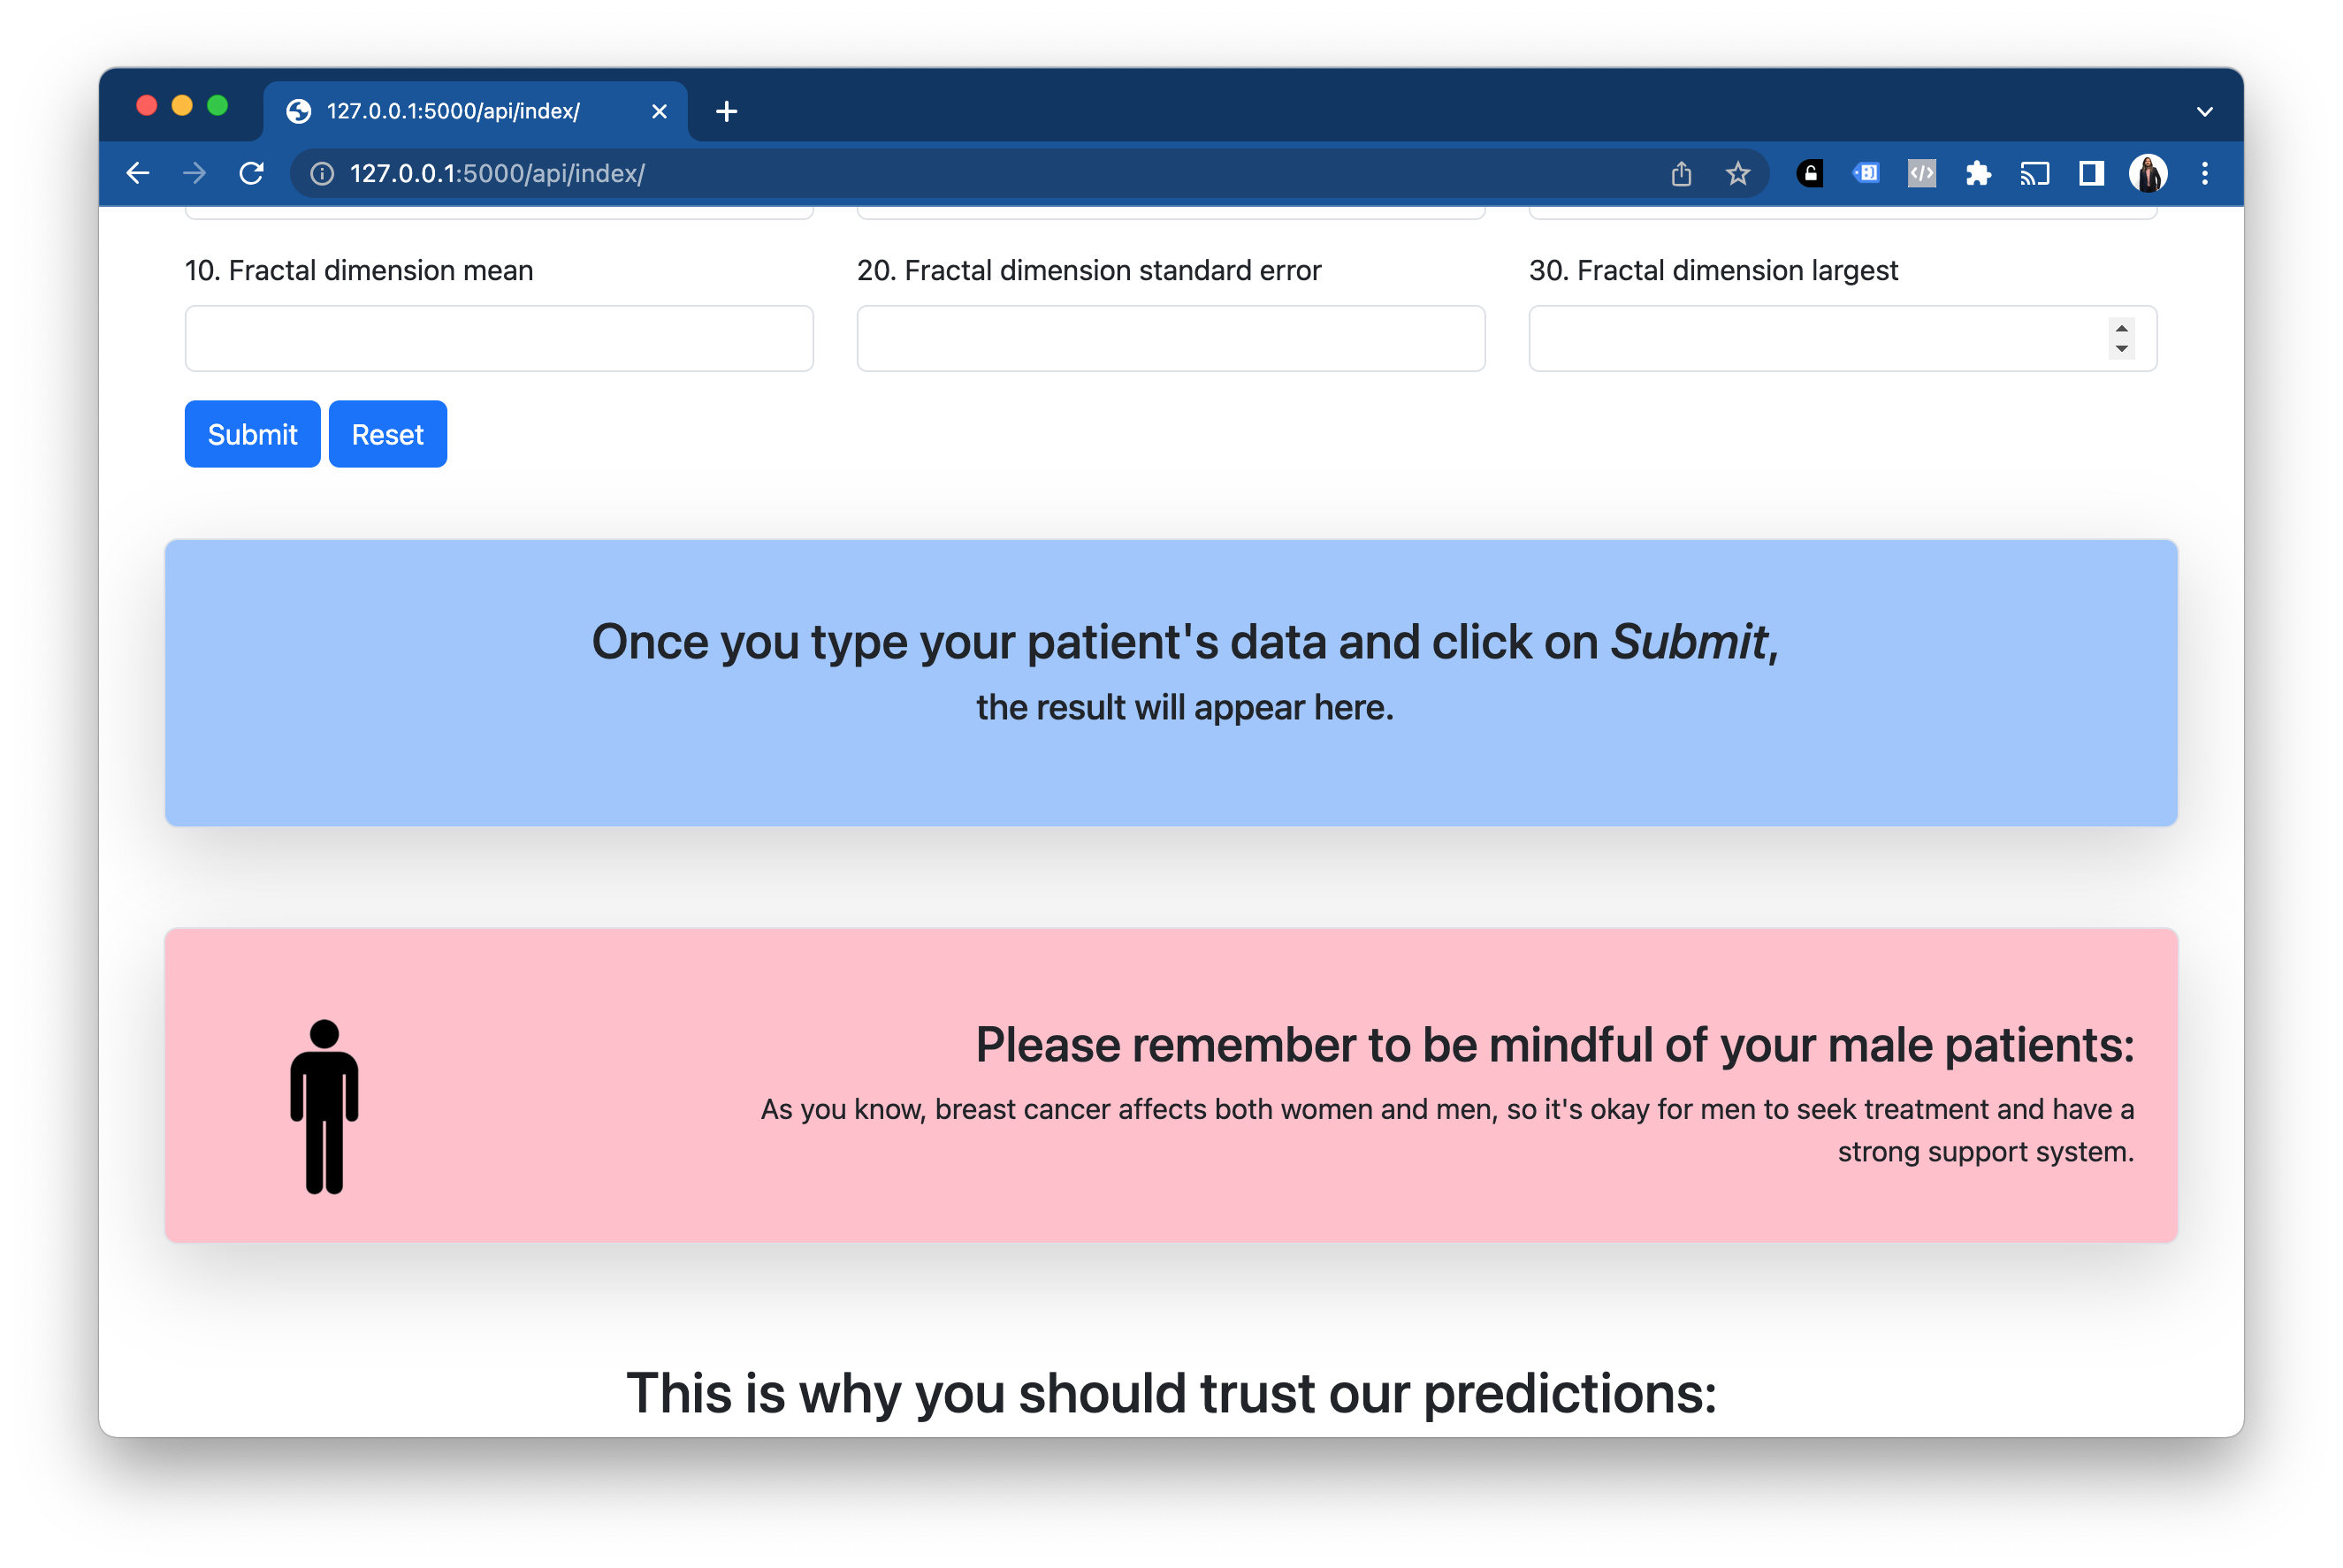 127.0.0.1:5000/api/index/
127.0.0.1:5000/api/index/
10. Fractal dimension mean
20. Fractal dimension standard error
30. Fractal dimension largest
Submit
Reset
Once you type your patient's data and click on Submit,
the result will appear here.
Please remember to be mindful of your male patients:
As you know, breast cancer affects both women and men, so it's okay for men to seek treatment and have a
strong support system.
This is why you should trust our predictions: